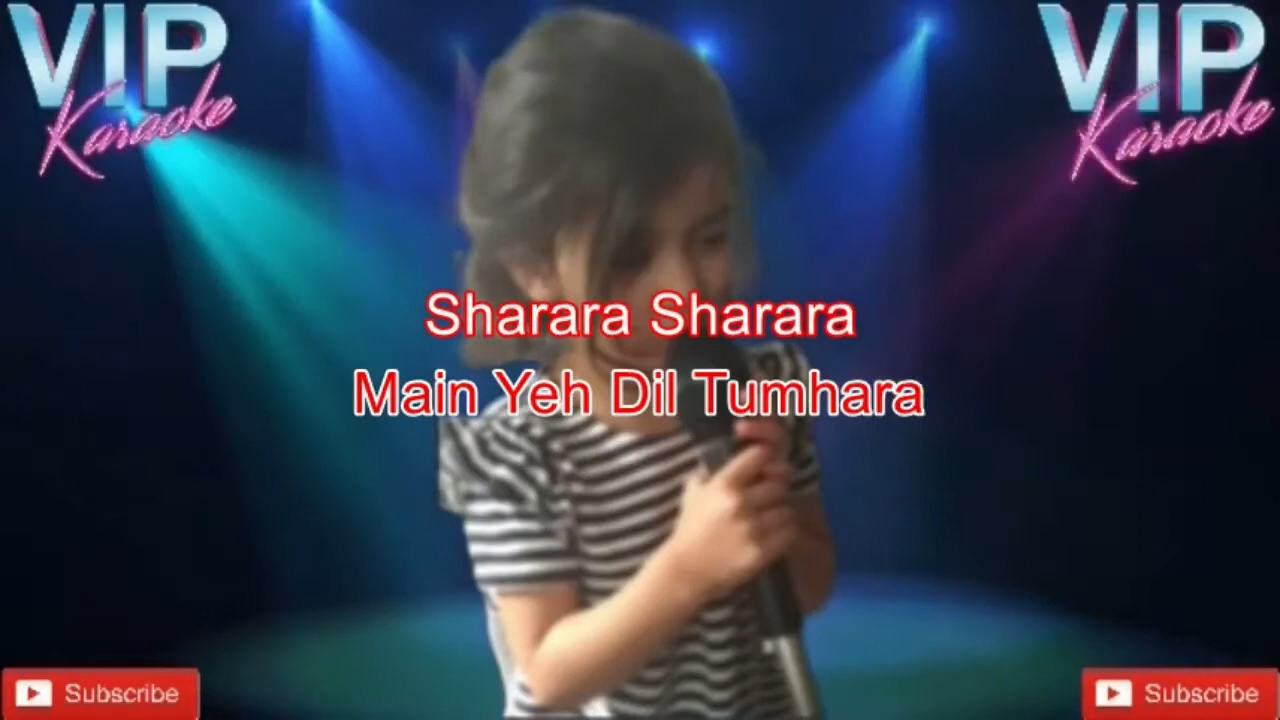 VIP
Karaoke
VIP
Karaoke
Sharara Sharara
Main Yeh Dil Tumhara
Subscribe
Subscribe